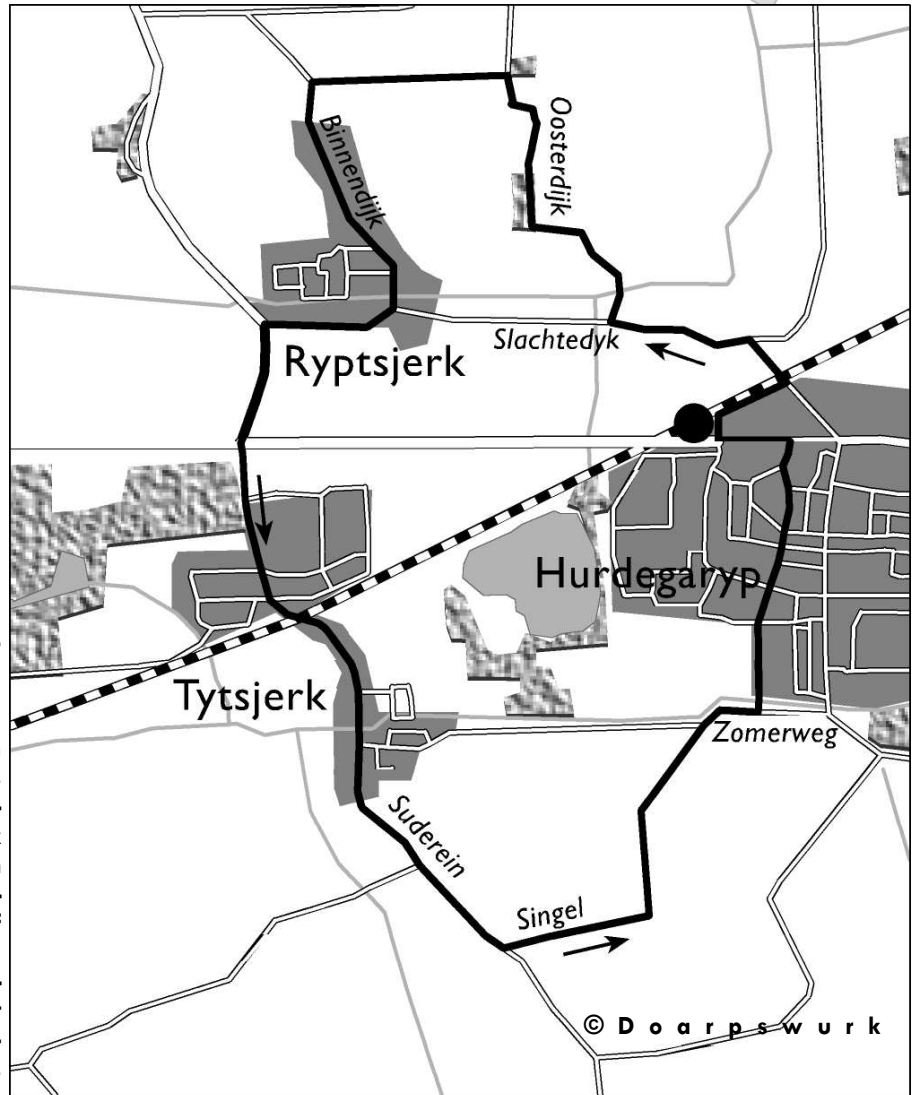 Oosterdijk
Binnendijk
Slachtedyk
Ryptsjerk
Hurdegaryp
Tytsjerk
Zomerweg
Suderein
Singel
© Doarpswurk